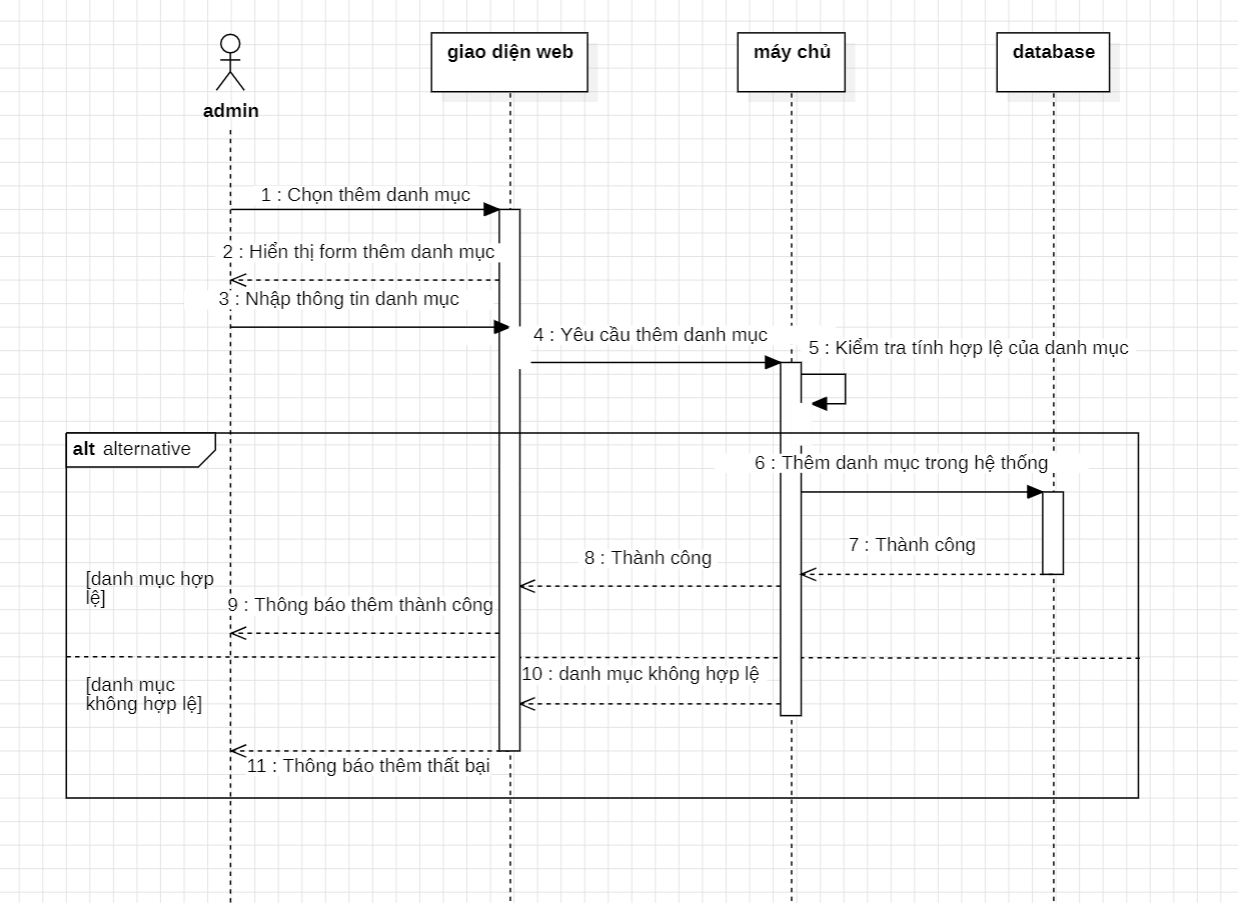 giao diện web
máy chủ
database
admin
1 : Chọn thêm danh mục
2 : Hiển thị form thêm danh mục
3 : Nhập thông tin danh mục
4 : Yêu cầu thêm danh mục
5 : Kiểm tra tính hợp lệ của danh mục
alt alternative
6 : Thêm danh mục trong hệ thống
7 : Thành công
8 : Thành công
[danh mục hợp
lệ]
9 : Thông báo thêm thành công
10 : danh mục không hợp lệ
[danh mục
không hợp lệ]
11 : Thông báo thêm thất bại